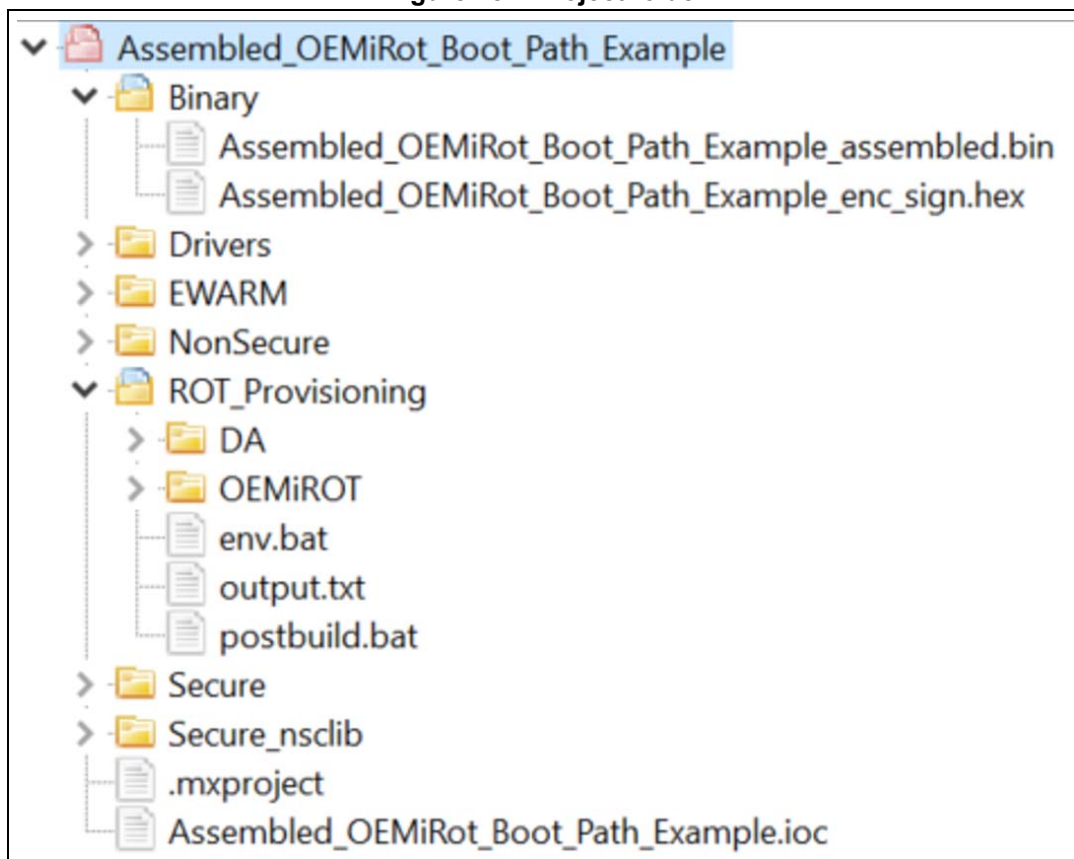 Assembled_OEMiRot_Boot_Path_Example
Binary
Assembled_OEMiRot_Boot_Path_Example_assembled.bin
Assembled_OEMiRot_Boot_Path_Example_enc_sign.hex
Drivers
EWARM
NonSecure
ROT_Provisioning
DA
OEMiROT
env.bat
output.txt
postbuild.bat
Secure
Secure_nsclib
.mxproject
Assembled_OEMiRot_Boot_Path_Example.ioc